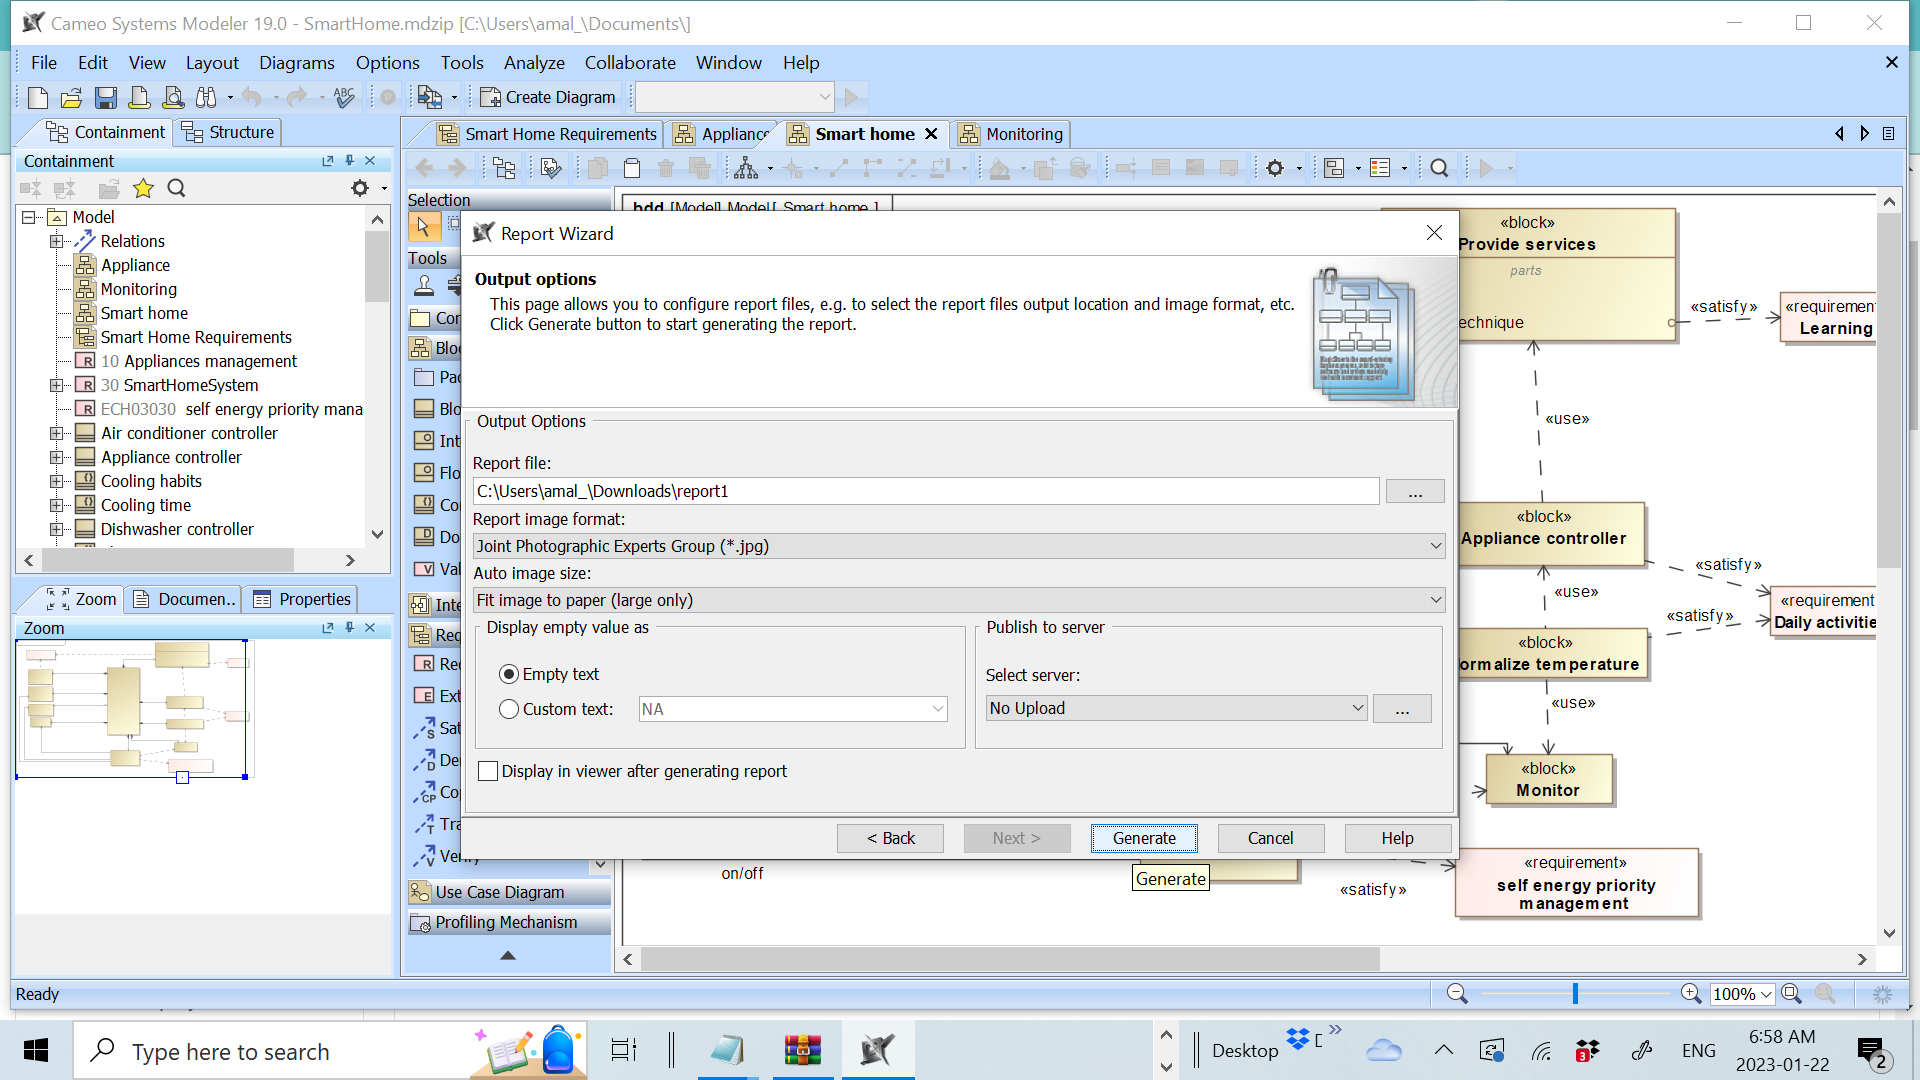 Cameo Systems Modeler 19.0 - SmartHome.mdzip [C:\Users\amal_\Documents\]
File Edit View Layout Diagrams Options Tools Analyze Collaborate Window Help
Create Diagram
Containment Structure
Smart Home Requirements Appliance Smart home Monitoring
Containment
Model
Relations
Appliance
Monitoring
Smart home
Smart Home Requirements
10 Appliances management
30 SmartHomeSystem
ECH03030 self energy priority mana
Air conditioner controller
Appliance controller
Cooling habits
Cooling time
Dishwasher controller
Zoom Documen.. Properties
Zoom
Selection
Tools
Con
Bloc
Pac
Blo
Int
Flo
Co
Do
Val
Inte
Req
Rec
Ext
Sat
De
Co
Tra
Verify
Use Case Diagram
Profiling Mechanism
bdd [Model] Model[ Smart home ]
Report Wizard
Output options
This page allows you to configure report files, e.g. to select the report files output location and image format, etc.
Click Generate button to start generating the report.
Output Options
Report file:
C:\Users\amal_\Downloads\report1
...
Report image format:
Joint Photographic Experts Group (*.jpg)
Auto image size:
Fit image to paper (large only)
Display empty value as
Empty text
Custom text: NA
Publish to server
Select server:
No Upload
...
Display in viewer after generating report
< Back Next > Generate Cancel Help
Generate
on/off
«block»
Provide services
parts
echnique
«satisfy»
«requirement
Learning
«use»
«block»
Appliance controller
«satisfy»
«use»
«satisfy»
«requirement
Daily activitie
«block»
ormalize temperature
«use»
«block»
Monitor
«satisfy»
«requirement»
self energy priority
management
Ready
100%
Type here to search
Desktop
ENG
6:58 AM
2023-01-22
3
2